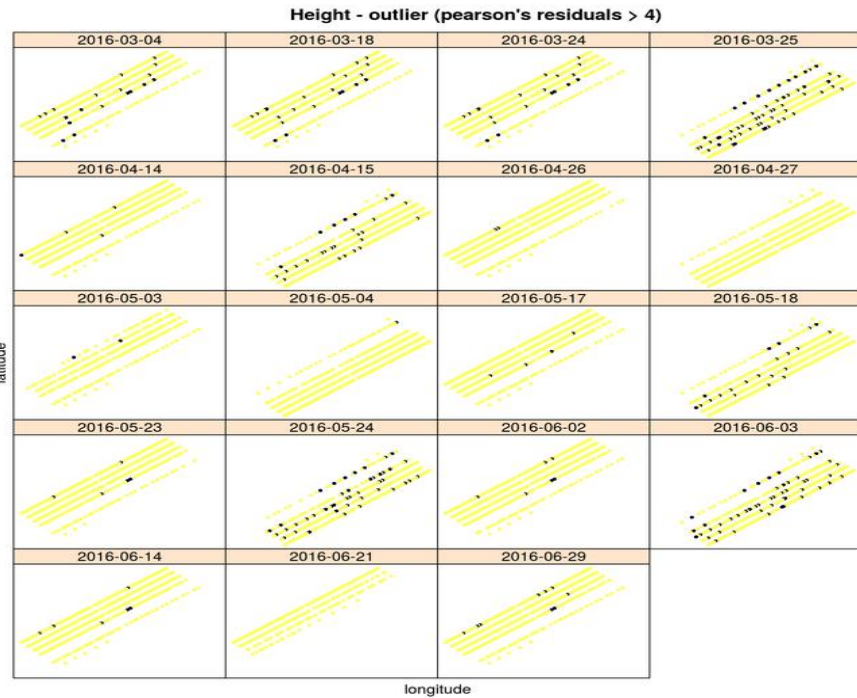 Height - outlier (pearson's residuals > 4)
2016-03-04 2016-03-18 2016-03-24 2016-03-25
2016-04-14 2016-04-15 2016-04-26 2016-04-27
2016-05-03 2016-05-04 2016-05-17 2016-05-18
latitude
2016-05-23 2016-05-24 2016-06-02 2016-06-03
2016-06-14 2016-06-21 2016-06-29
longitude